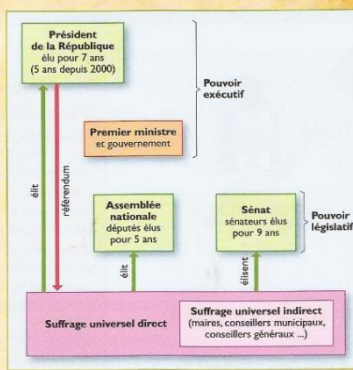 Président
de la République
élu pour 7 ans
(5 ans depuis 2000)
Pouvoir
exécutif
Premier ministre
et gouvernement
élit
référendum
Assemblée
nationale
députés élus
pour 5 ans
Sénat
sénateurs élus
pour 9 ans
Pouvoir
législatif
élit
élisent
Suffrage universel direct
Suffrage universel indirect
(maires, conseillers municipaux,
conseillers généraux ...)